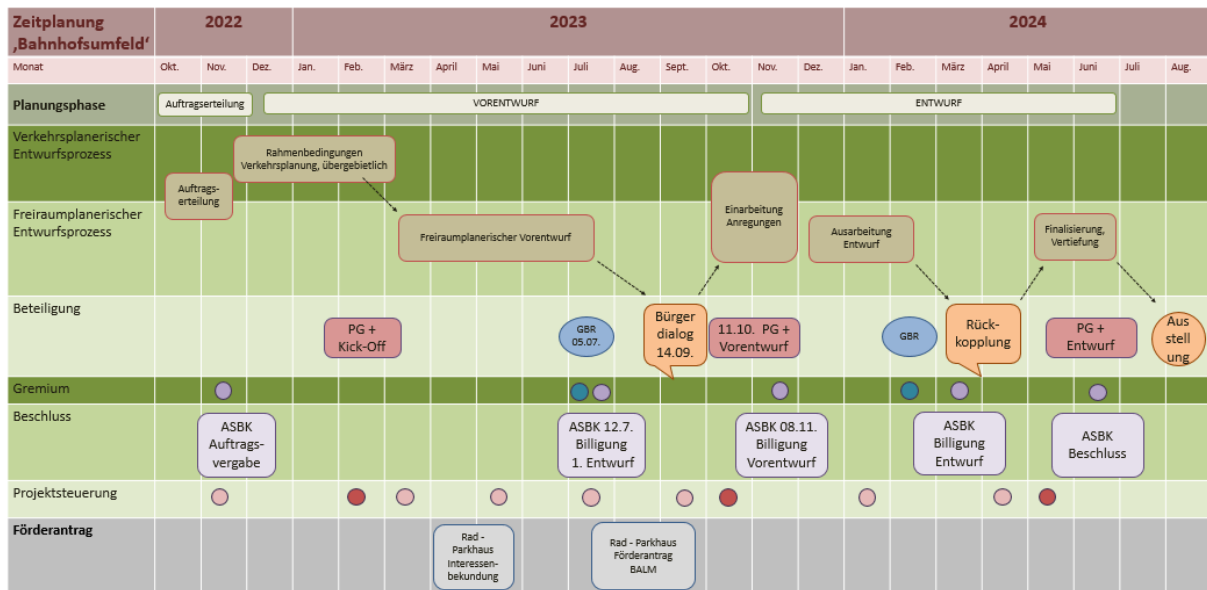 Zeitplanung
‚Bahnhofsumfeld‘
2022
2023
2024
Monat
Okt.
Nov.
Dez.
Jan.
Feb.
März
April
Mai
Juni
Juli
Aug.
Sept.
Okt.
Nov.
Dez.
Jan.
Feb.
März
April
Mai
Juni
Juli
Aug.
Planungsphase
Auftragserteilung
VORENTWURF
ENTWURF
Verkehrsplanerischer
Entwurfsprozess
Rahmenbedingungen
Verkehrsplanung, übergebietlich
Auftrags-
erteilung
Einarbeitung
Anregungen
Freiraumplanerischer
Entwurfsprozess
Freiraumplanerischer Vorentwurf
Ausarbeitung
Entwurf
Finalisierung,
Vertiefung
Beteiligung
PG +
Kick-Off
GBR
05.07.
Bürger
dialog
14.09.
11.10. PG +
Vorentwurf
GBR
Rück-
kopplung
PG +
Entwurf
Aus
stell
ung
Gremium
Beschluss
ASBK
Auftrags-
vergabe
ASBK 12.7.
Billigung
1. Entwurf
ASBK 08.11.
Billigung
Vorentwurf
ASBK
Billigung
Entwurf
ASBK
Beschluss
Projektsteuerung
Förderantrag
Rad -
Parkhaus
Interessen-
bekundung
Rad - Parkhaus
Förderantrag
BALM